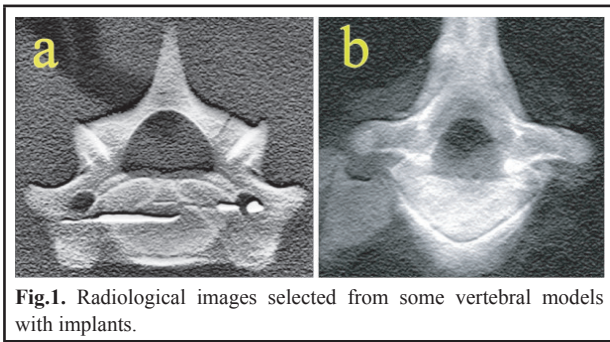 a
b
Fig.1. Radiological images selected from some vertebral models
with implants.